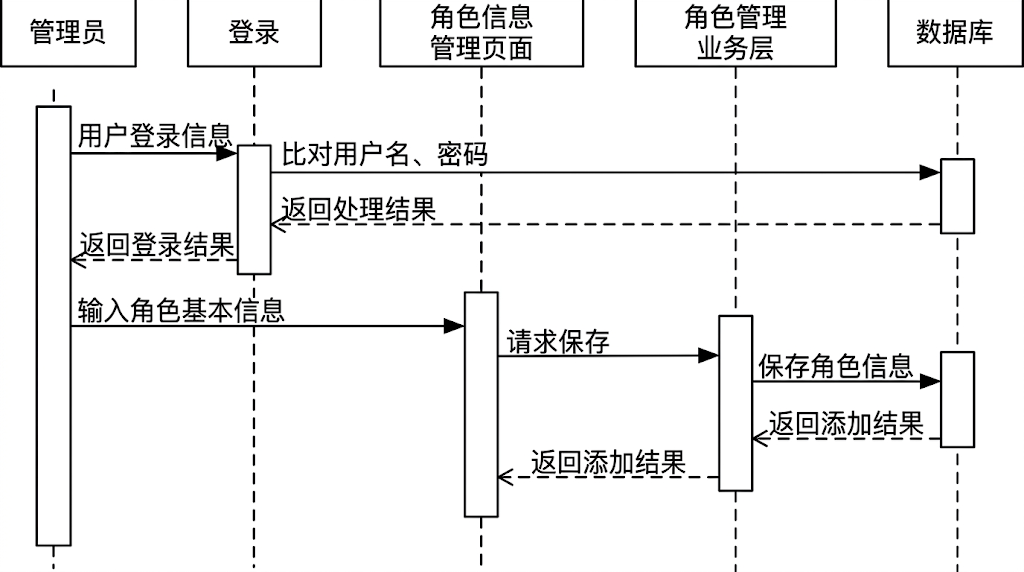 管理员
登录
角色信息
管理页面
角色管理
业务层
数据库
用户登录信息
比对用户名、密码
返回处理结果
返回登录结果
输入角色基本信息
请求保存
保存角色信息
返回添加结果
返回添加结果